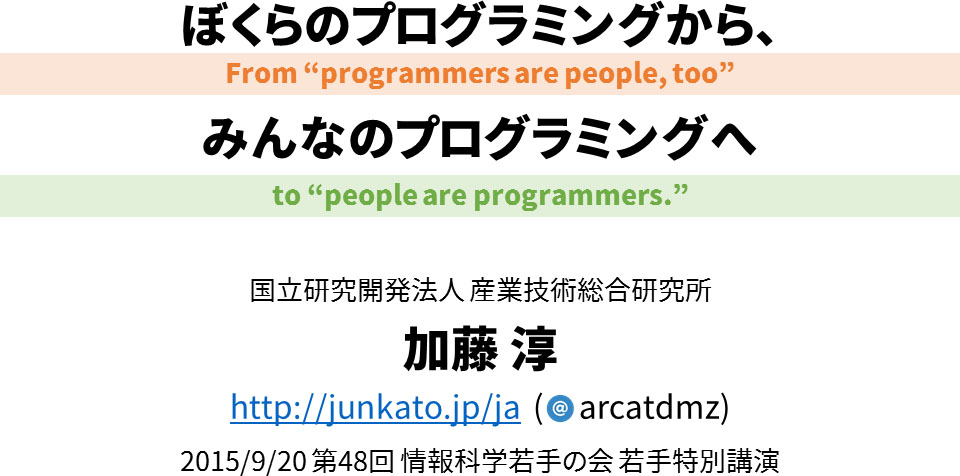 ぼくらのプログラミングから、
From “programmers are people, too”
みんなのプログラミングへ
to “people are programmers.”
国立研究開発法人 産業技術総合研究所
加藤 淳
http://junkato.jp/ja (@arcatdmz)
2015/9/20 第48回 情報科学若手の会 若手特別講演